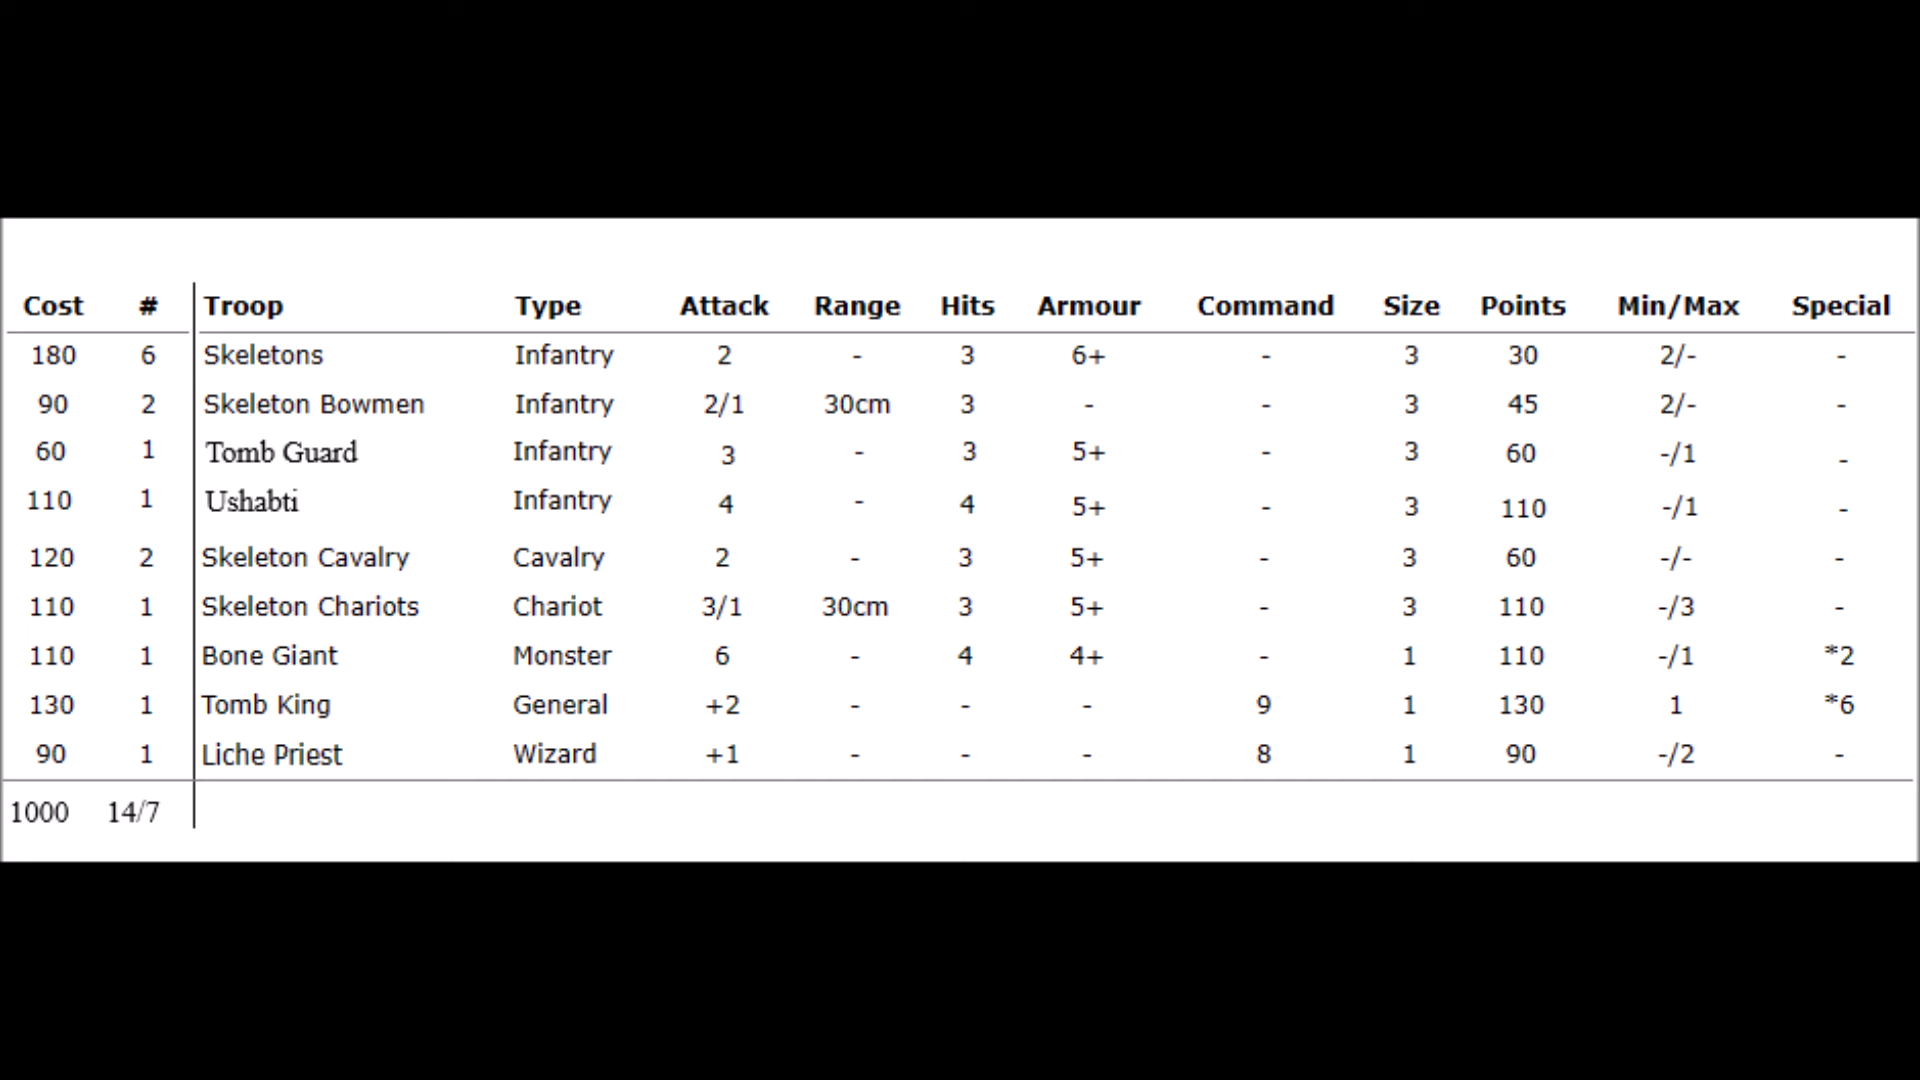 Cost # Troop Type Attack Range Hits Armour Command Size Points Min/Max Special
180 6 Skeletons Infantry 2 - 3 6+ - 3 30 2/- -
90 2 Skeleton Bowmen Infantry 2/1 30cm 3 - - 3 45 2/- -
60 1 Tomb Guard Infantry 3 - 3 5+ - 3 60 -/1 -
110 1 Ushabti Infantry 4 - 4 5+ - 3 110 -/1 -
120 2 Skeleton Cavalry Cavalry 2 - 3 5+ - 3 60 -/- -
110 1 Skeleton Chariots Chariot 3/1 30cm 3 5+ - 3 110 -/3 -
110 1 Bone Giant Monster 6 - 4 4+ - 1 110 -/1 *2
130 1 Tomb King General +2 - - - 9 1 130 1 *6
90 1 Liche Priest Wizard +1 - - - 8 1 90 -/2 -
1000 14/7